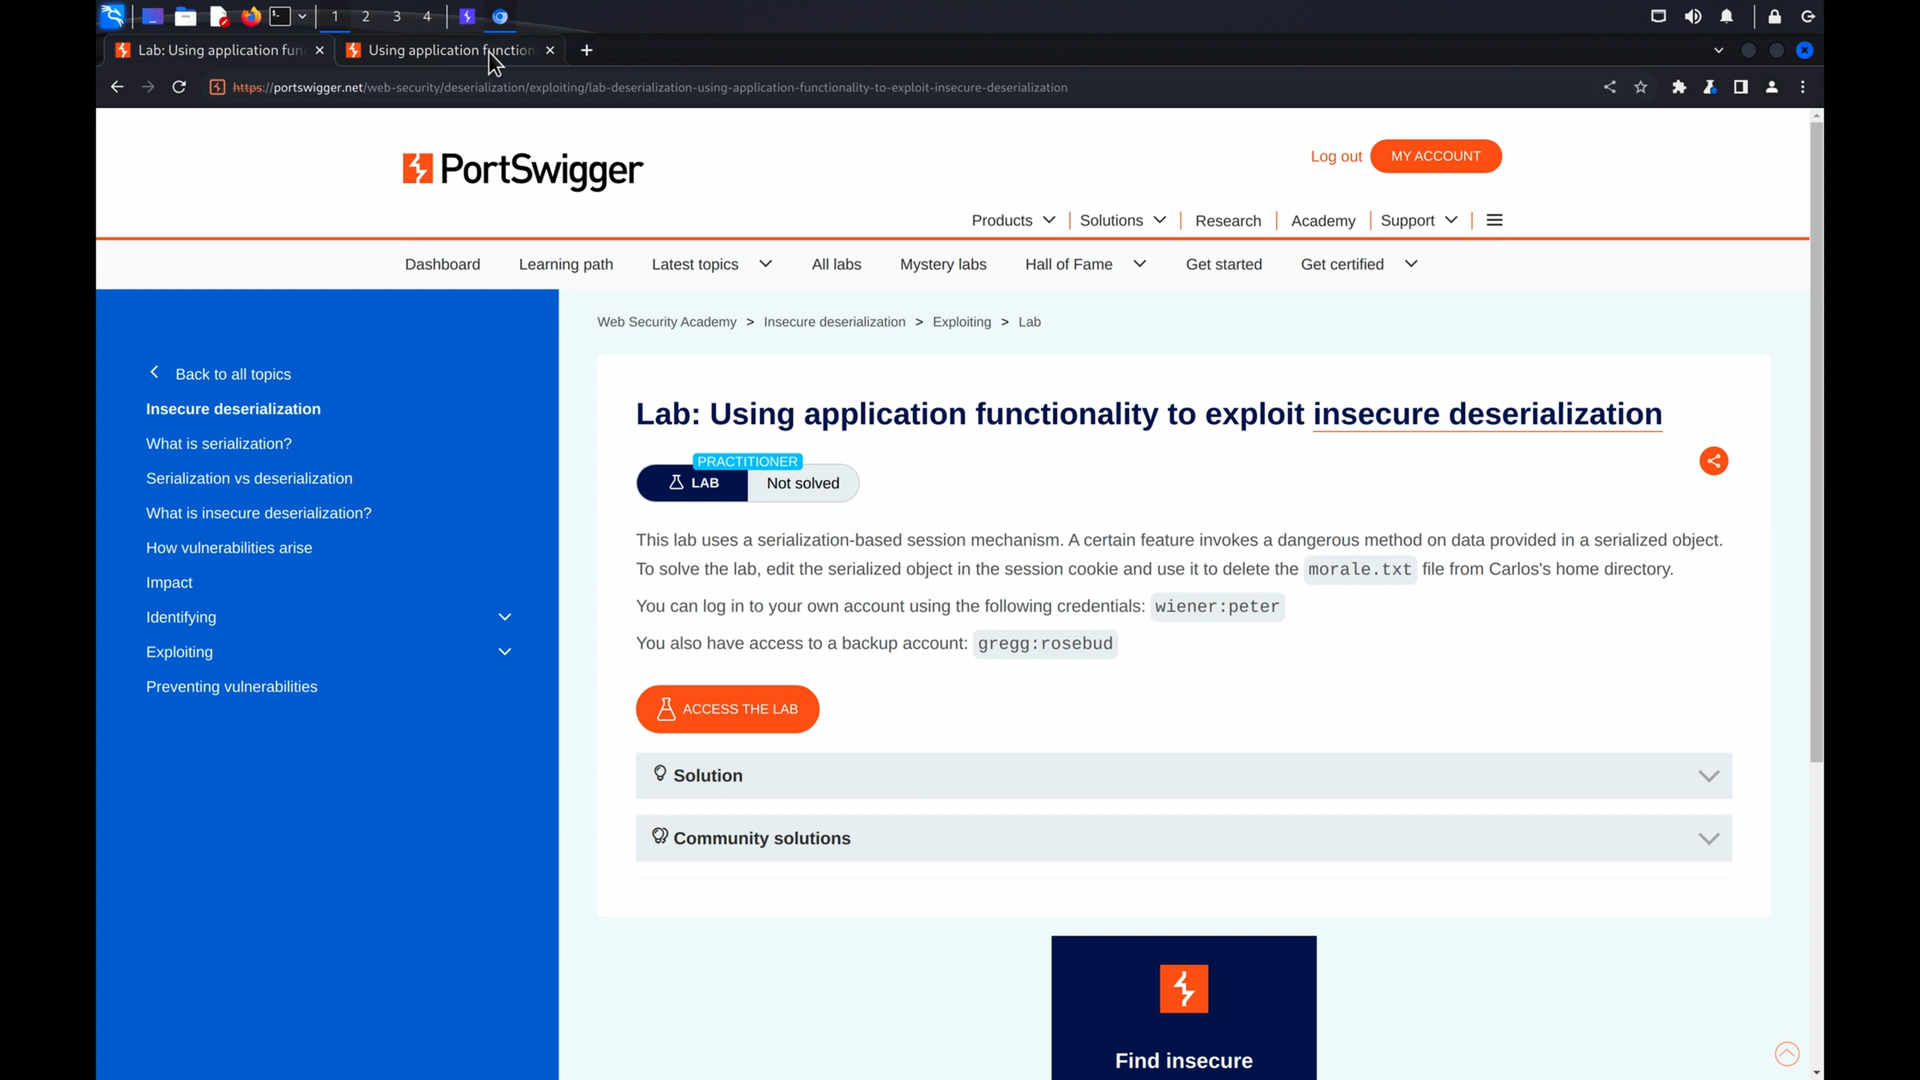 1 2 3 4
Lab: Using application fun
Using application function
https://portswigger.net/web-security/deserialization/exploiting/lab-deserialization-using-application-functionality-to-exploit-insecure-deserialization
PortSwigger
Log out MY ACCOUNT
Products Solutions Research Academy Support
Dashboard Learning path Latest topics All labs Mystery labs Hall of Fame Get started Get certified
Back to all topics
Insecure deserialization
What is serialization?
Serialization vs deserialization
What is insecure deserialization?
How vulnerabilities arise
Impact
Identifying
Exploiting
Preventing vulnerabilities
Web Security Academy > Insecure deserialization > Exploiting > Lab
Lab: Using application functionality to exploit insecure deserialization
PRACTITIONER
LAB Not solved
This lab uses a serialization-based session mechanism. A certain feature invokes a dangerous method on data provided in a serialized object.
To solve the lab, edit the serialized object in the session cookie and use it to delete the morale.txt file from Carlos's home directory.
You can log in to your own account using the following credentials: wiener:peter
You also have access to a backup account: gregg:rosebud
ACCESS THE LAB
Solution
Community solutions
Find insecure